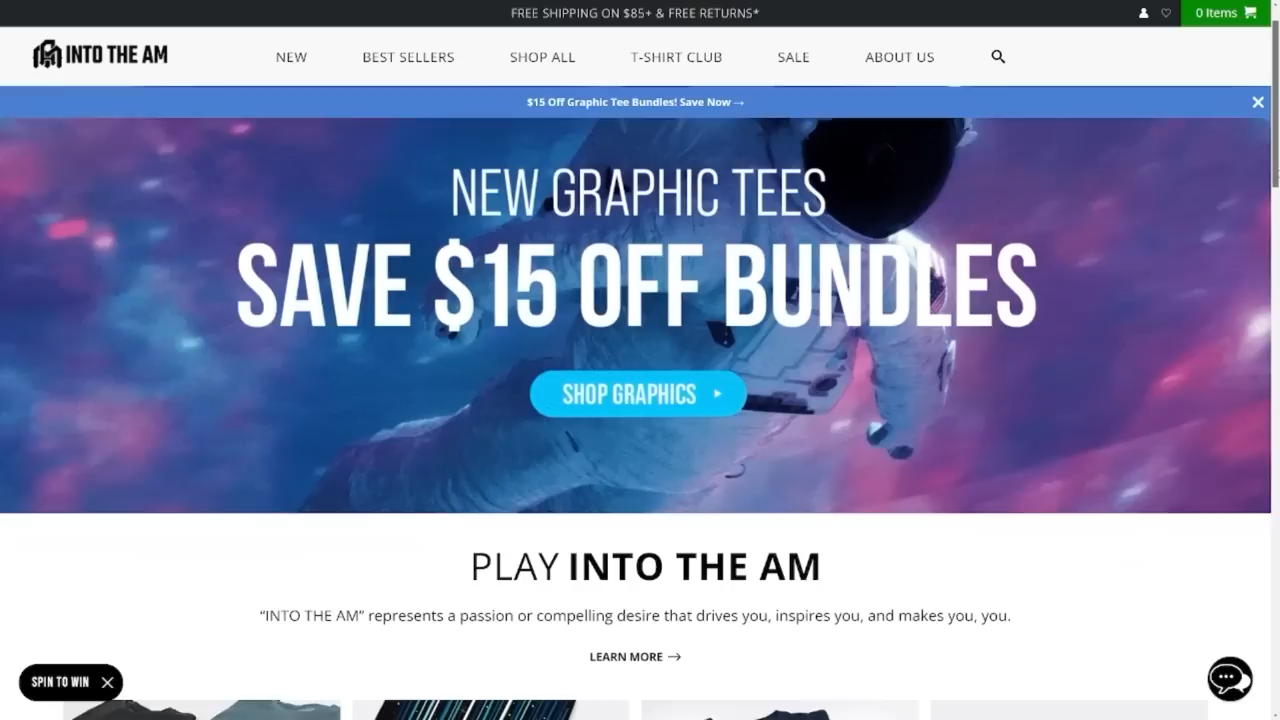 FREE SHIPPING ON $85+ & FREE RETURNS*
0 Items
INTO THE AM
NEW
BEST SELLERS
SHOP ALL
T-SHIRT CLUB
SALE
ABOUT US
$15 Off Graphic Tee Bundles! Save Now →
NEW GRAPHIC TEES
SAVE $15 OFF BUNDLES
SHOP GRAPHICS
PLAY INTO THE AM
“INTO THE AM” represents a passion or compelling desire that drives you, inspires you, and makes you, you.
LEARN MORE →
SPIN TO WIN